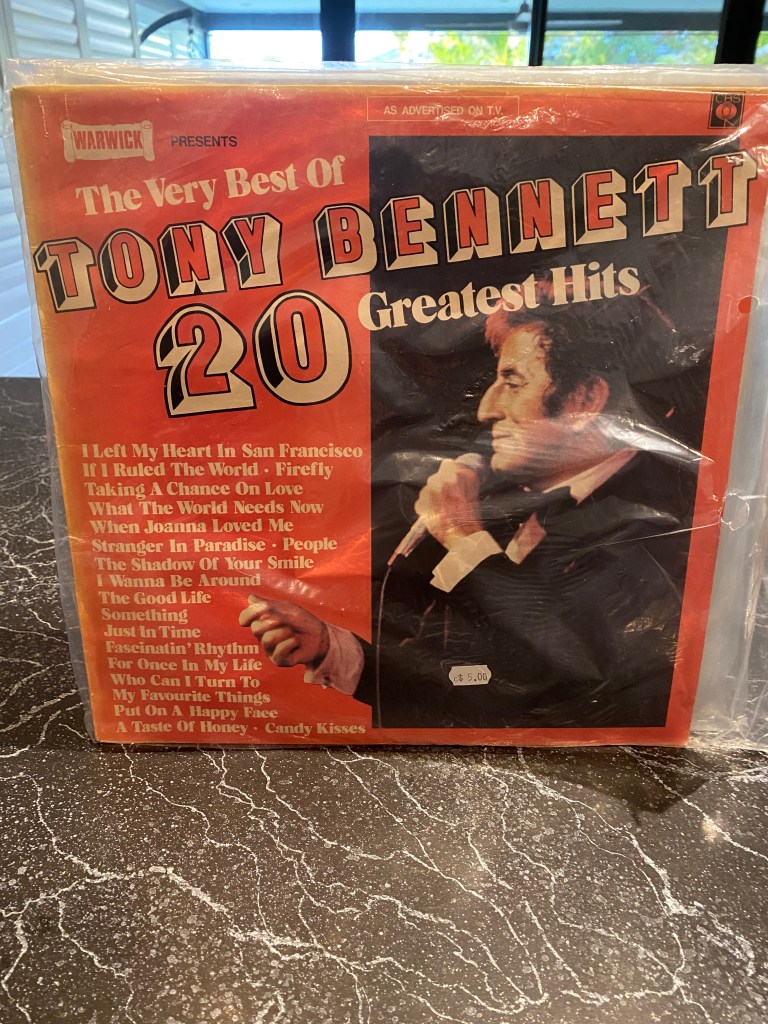 AS ADVERTISED ON T.V.
CBS
WARWICK PRESENTS
The Very Best Of
TONY BENNETT
20 Greatest Hits
I Left My Heart In San Francisco
If I Ruled The World · Firefly
Taking A Chance On Love
What The World Needs Now
When Joanna Loved Me
Stranger In Paradise · People
The Shadow Of Your Smile
I Wanna Be Around
The Good Life
Something
Just In Time
Fascinatin' Rhythm
For Once In My Life
Who Can I Turn To
My Favourite Things
Put On A Happy Face
A Taste Of Honey · Candy Kisses
$ 5.00